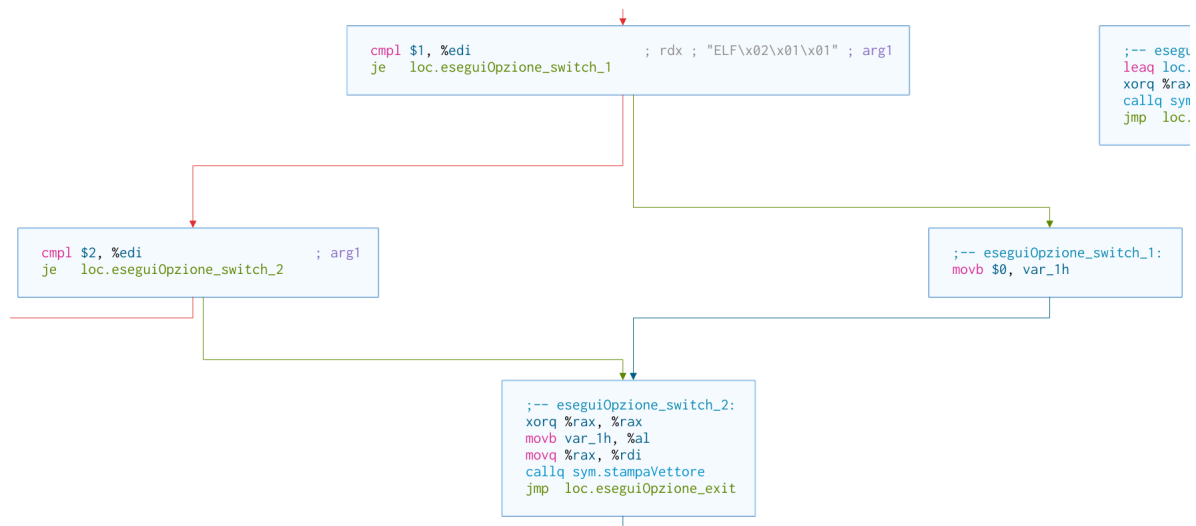 cmpl $1, %edi ; rdx ; "ELF\x02\x01\x01" ; arg1
je loc.eseguiOpzione_switch_1
;-- esegu
leaq loc.
xorq %rax
callq sym
jmp loc.
cmpl $2, %edi ; arg1
je loc.eseguiOpzione_switch_2
;-- eseguiOpzione_switch_1:
movb $0, var_1h
;-- eseguiOpzione_switch_2:
xorq %rax, %rax
movb var_1h, %al
movq %rax, %rdi
callq sym.stampaVettore
jmp loc.eseguiOpzione_exit